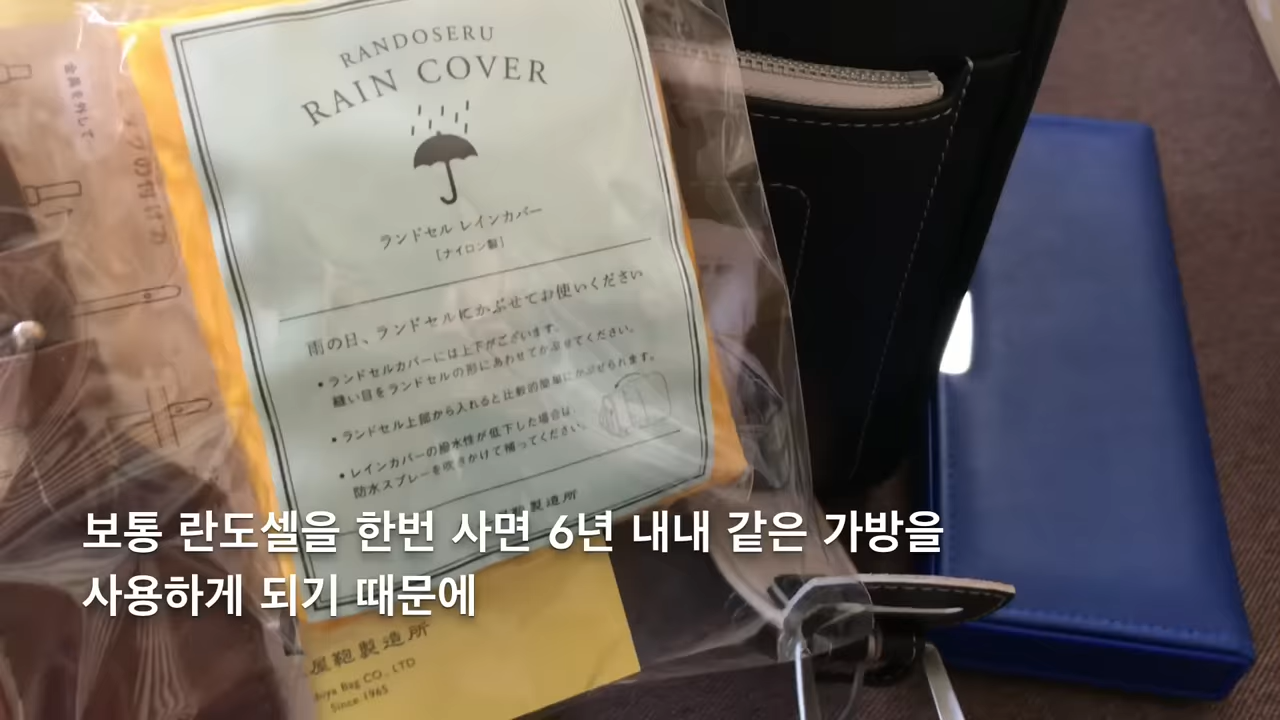 RANDOSERU
RAIN COVER
ランドセル レインカバー
[ナイロン製]
雨の日、ランドセルにかぶせてお使いください
• ランドセルカバーには上下がございます。
縫い目をランドセルの形にあわせてかぶせてください。
• ランドセル上部から入れると比較的簡単にかぶせられます。
• レインカバーの撥水性が低下した場合は、
防水スプレーを吹きかけて補ってください。
鞄製造所
보통 란도셀을 한번 사면 6년 내내 같은 가방을
사용하게 되기 때문에
屋鞄製造所
Bag CO., LTD
Since 1965
金具を外して